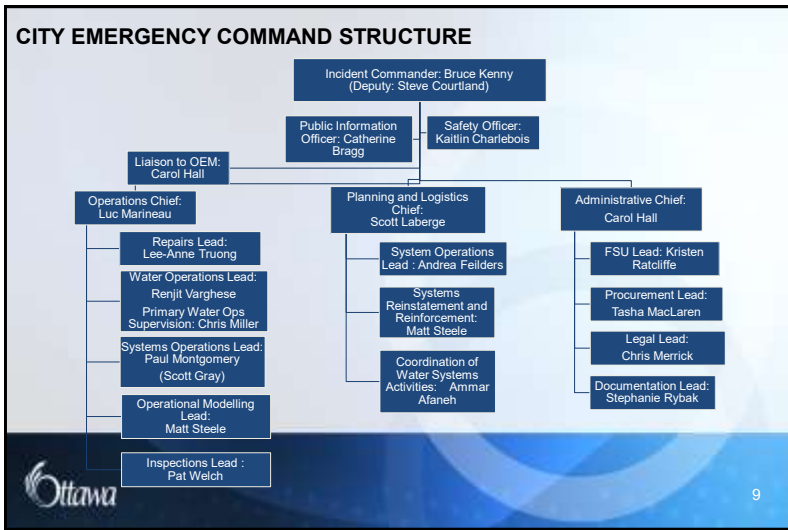 CITY EMERGENCY COMMAND STRUCTURE
Incident Commander: Bruce Kenny
(Deputy: Steve Courtland)
Public Information
Officer: Catherine
Bragg
Safety Officer:
Kaitlin Charlebois
Liaison to OEM:
Carol Hall
Operations Chief:
Luc Marineau
Repairs Lead:
Lee-Anne Truong
Water Operations Lead:
Renjit Varghese
Primary Water Ops
Supervision: Chris Miller
Systems Operations Lead:
Paul Montgomery
(Scott Gray)
Operational Modelling
Lead:
Matt Steele
Inspections Lead :
Pat Welch
Planning and Logistics
Chief:
Scott Laberge
System Operations
Lead : Andrea Feilders
Systems
Reinstatement and
Reinforcement:
Matt Steele
Coordination of
Water Systems
Activities: Ammar
Afaneh
Administrative Chief:
Carol Hall
FSU Lead: Kristen
Ratcliffe
Procurement Lead:
Tasha MacLaren
Legal Lead:
Chris Merrick
Documentation Lead:
Stephanie Rybak
Ottawa
9